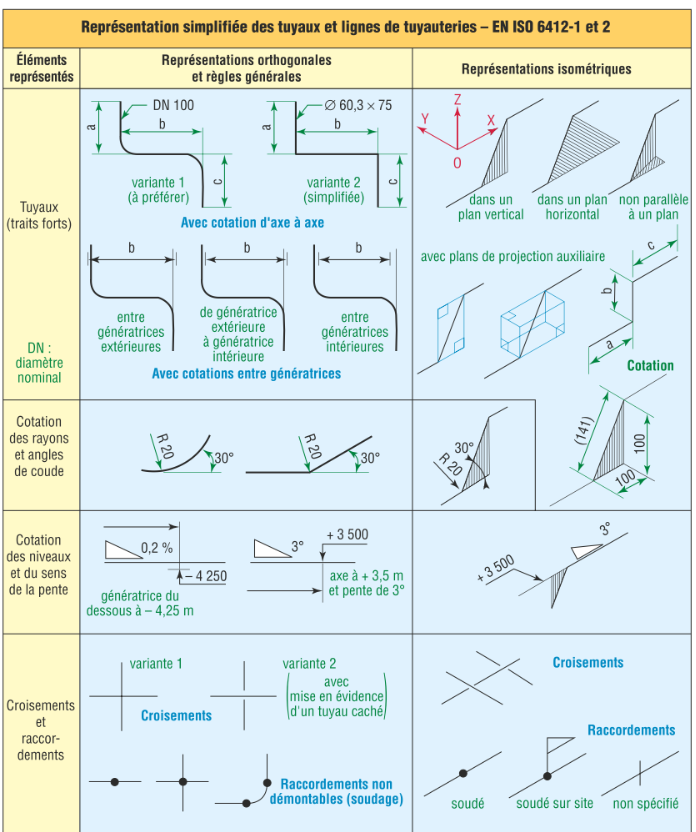 Représentation simplifiée des tuyaux et lignes de tuyauteries – EN ISO 6412-1 et 2
Éléments
représentés
Représentations orthogonales
et règles générales
Représentations isométriques
Tuyaux
(traits forts)
DN :
diamètre
nominal
DN 100
a
b
c
variante 1
(à préférer)
Ø 60,3 × 75
a
b
c
variante 2
(simplifiée)
Avec cotation d'axe à axe
b
entre
génératrices
extérieures
b
de génératrice
extérieure
à génératrice
intérieure
b
entre
génératrices
intérieures
Avec cotations entre génératrices
Z
Y
X
O
dans un
plan vertical
dans un plan
horizontal
non parallèle
à un plan
avec plans de projection auxiliaire
c
b
a
Cotation
Cotation
des rayons
et angles
de coude
R 20
30°
R 20
30°
30°
R 20
(141)
100
100
Cotation
des niveaux
et du sens
de la pente
0,2 %
– 4 250
génératrice du
dessous à – 4,25 m
3°
+ 3 500
axe à + 3,5 m
et pente de 3°
+ 3 500
3°
Croisements
et
raccor-
dements
variante 1
Croisements
variante 2
(avec
mise en évidence
d'un tuyau caché)
Raccordements non
démontables (soudage)
Croisements
Raccordements
soudé
soudé sur site
non spécifié